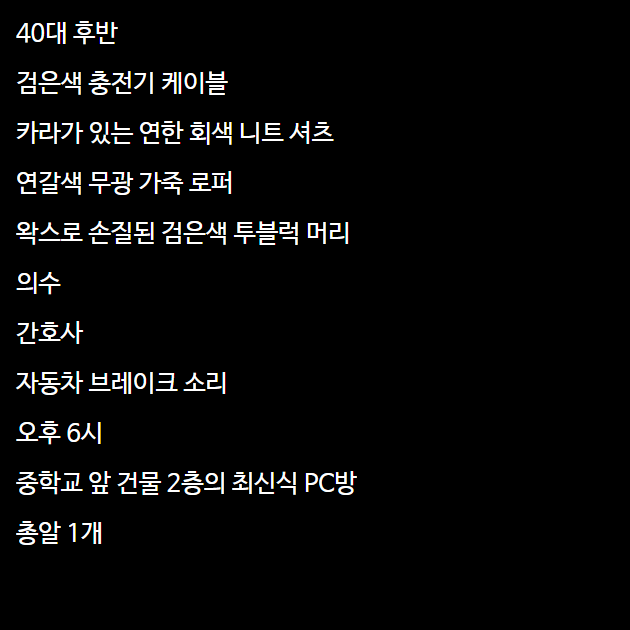 40대 후반
검은색 충전기 케이블
카라가 있는 연한 회색 니트 셔츠
연갈색 무광 가죽 로퍼
왁스로 손질된 검은색 투블럭 머리
의수
간호사
자동차 브레이크 소리
오후 6시
중학교 앞 건물 2층의 최신식 PC방
총알 1개